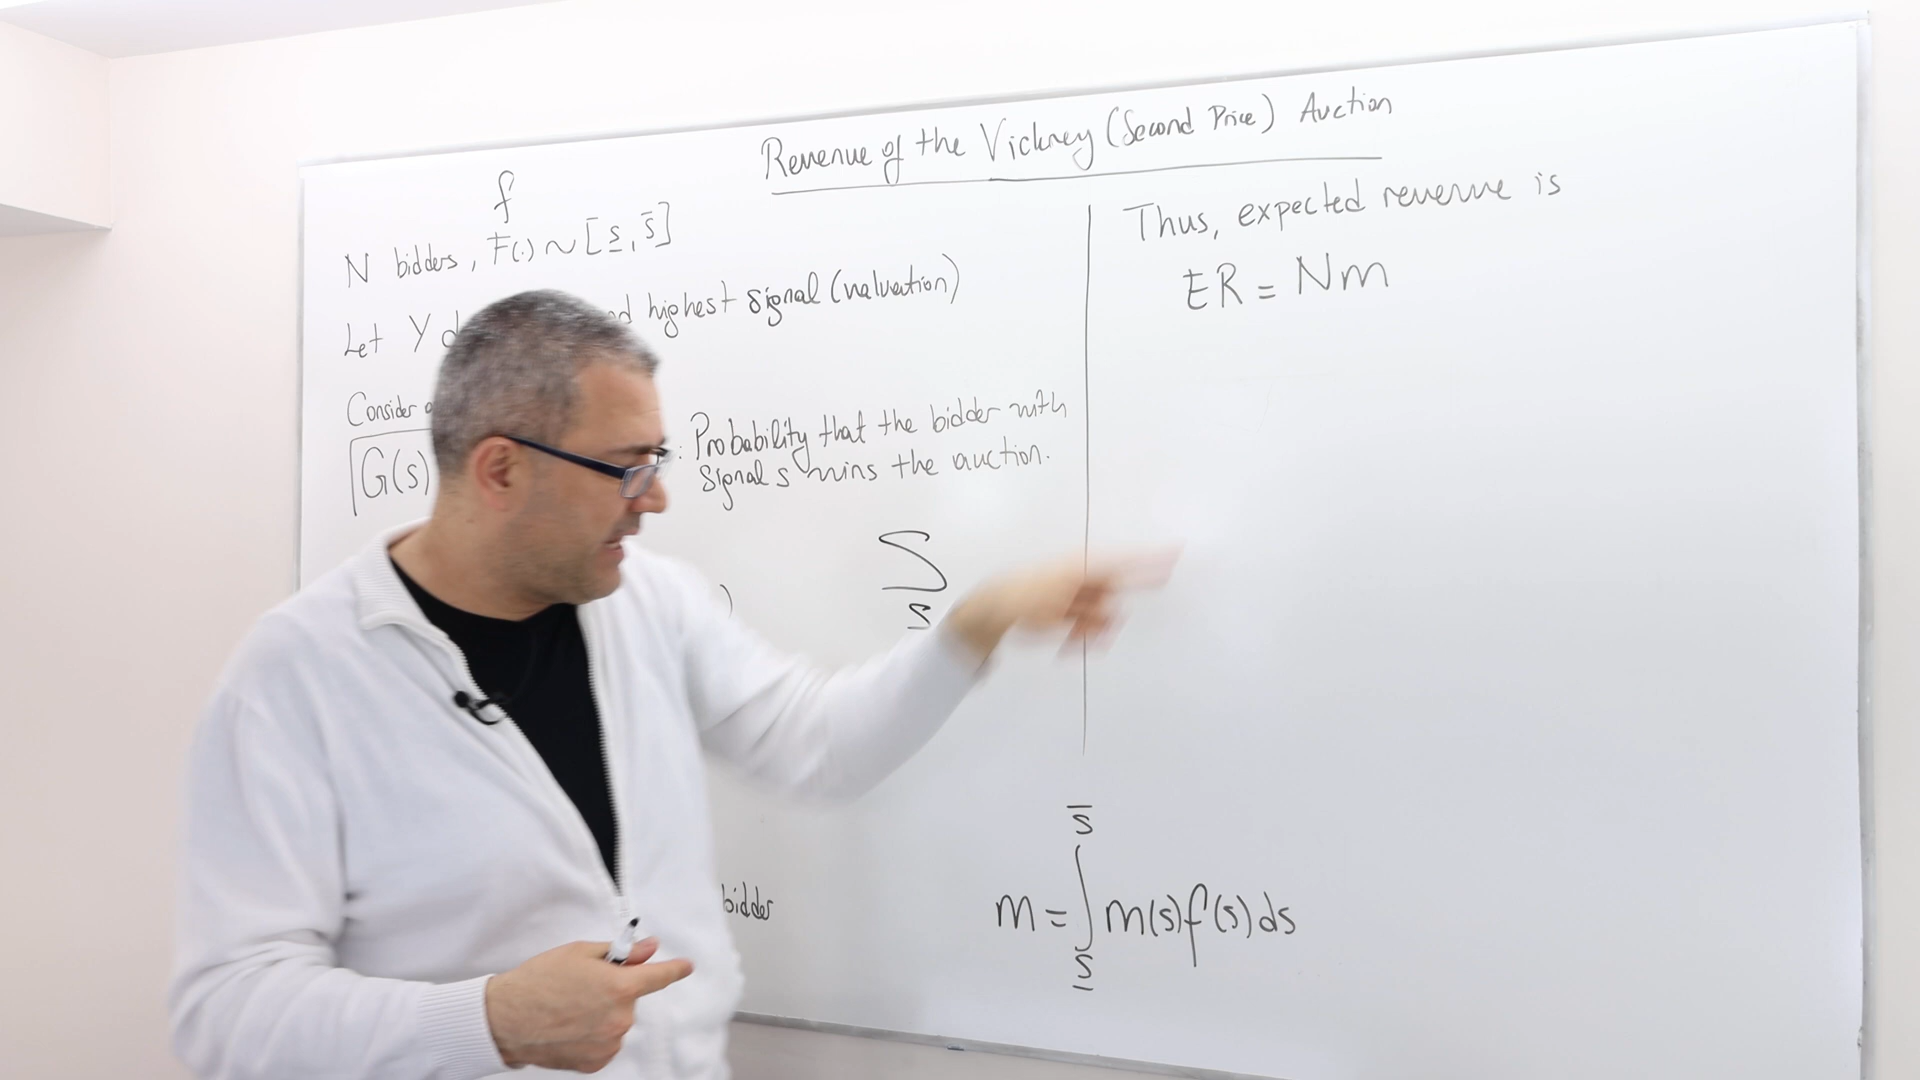 Revenue of the Vickrey (Second Price) Auction
f
N bidders, F(.) ~ [s̲, s̄]
Let Y d
nd highest signal (valuation)
Consider
G(s)
: Probability that the bidder with
signal s wins the auction.
)
S
s
bidder
Thus, expected revenue is
ER = Nm
s̄
m = ∫ m(s)f(s)ds
s̲